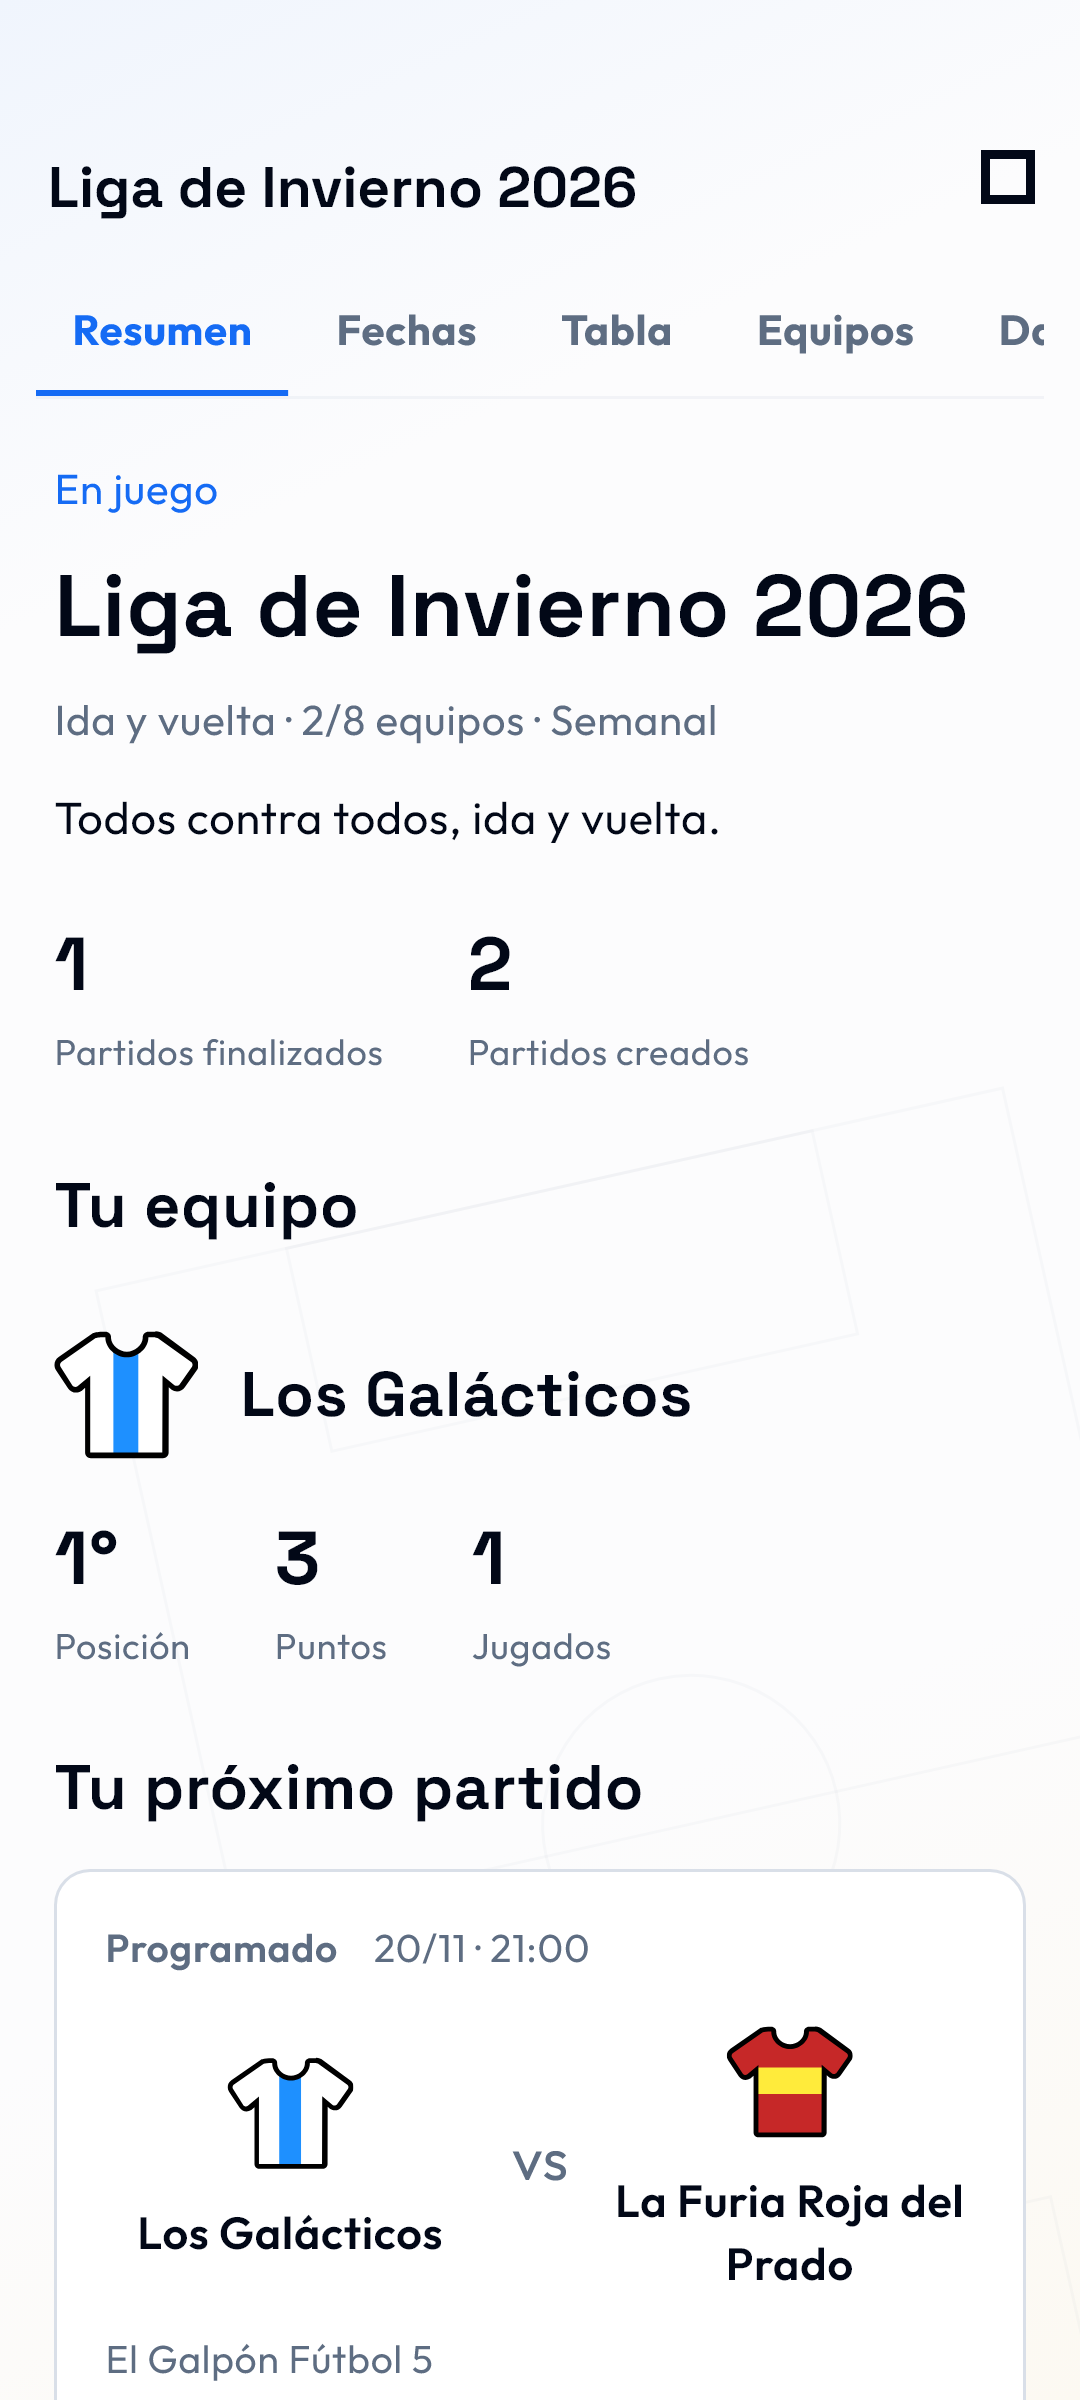 Liga de Invierno 2026
Resumen Fechas Tabla Equipos
En juego
Liga de Invierno 2026
Ida y vuelta · 2/8 equipos · Semanal
Todos contra todos, ida y vuelta.
1 2
Partidos finalizados Partidos creados
Tu equipo
Los Galácticos
1° 3 1
Posición Puntos Jugados
Tu próximo partido
Programado 20/11 · 21:00
vs
Los Galácticos
La Furia Roja del
Prado
El Galpón Fútbol 5